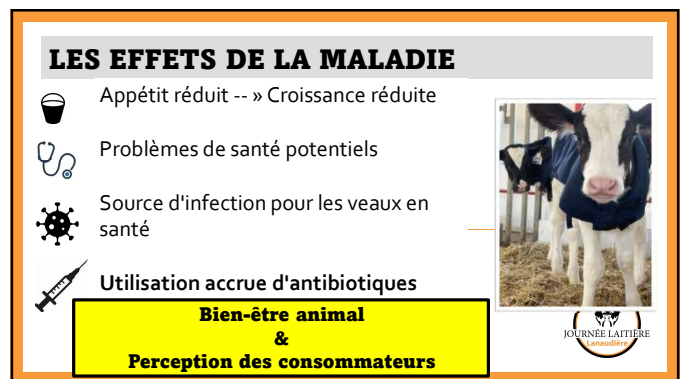 LES EFFETS DE LA MALADIE
Appétit réduit -- » Croissance réduite
Problèmes de santé potentiels
Source d'infection pour les veaux en
santé
Utilisation accrue d'antibiotiques
Bien-être animal
&
Perception des consommateurs
JOURNÉE LAITIÈRE
Lanaudière